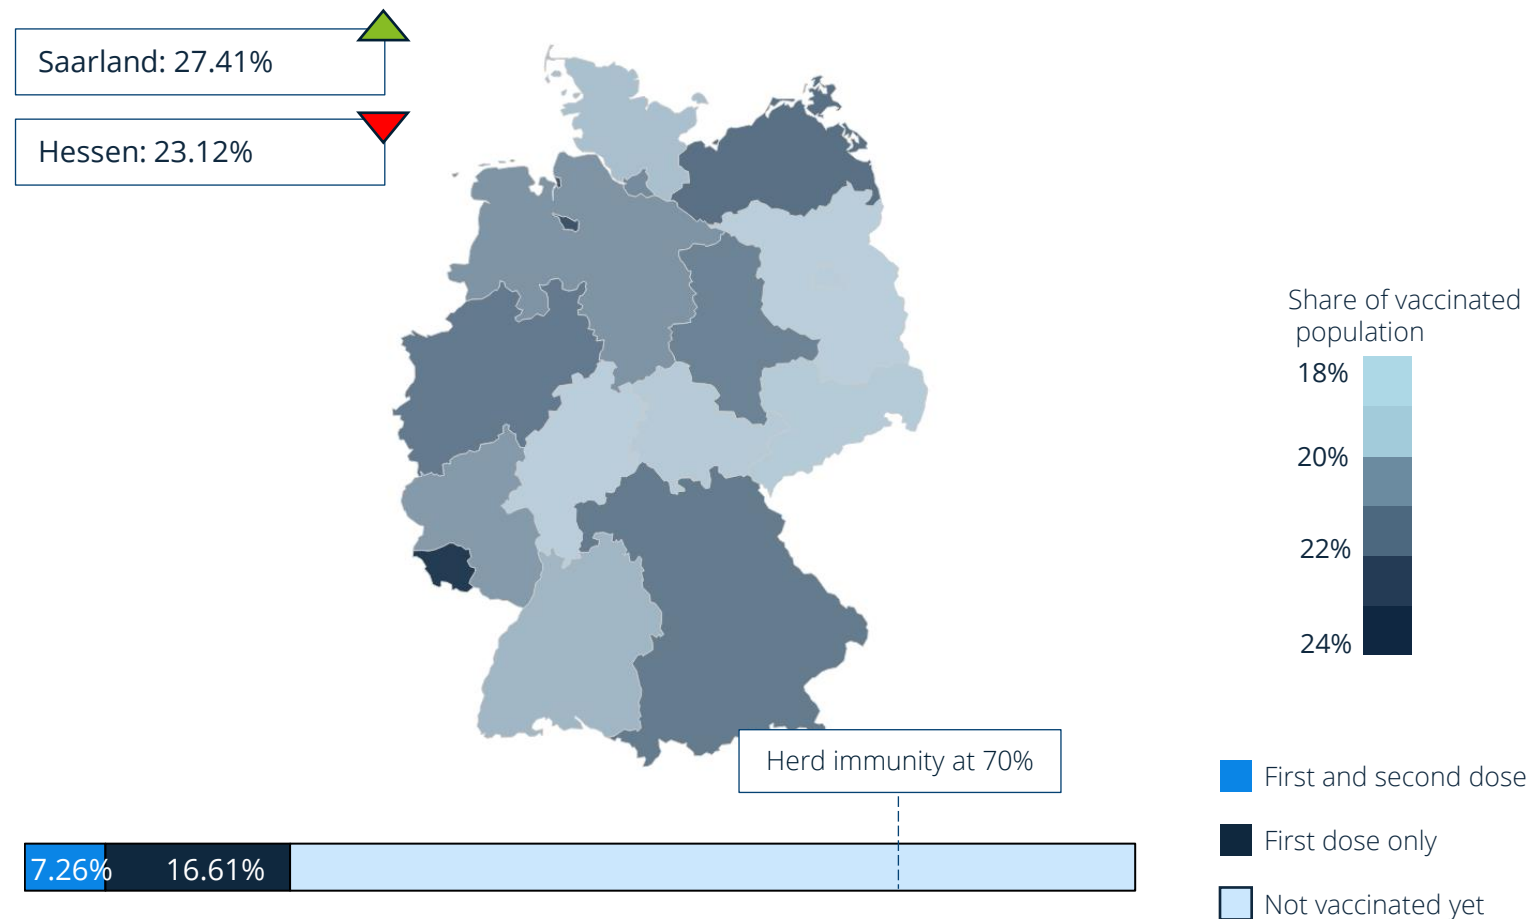 Saarland: 27.41%
Hessen: 23.12%
Share of vaccinated
population
18%
20%
22%
24%
Herd immunity at 70%
First and second dose
First dose only
Not vaccinated yet
7.26%
16.61%